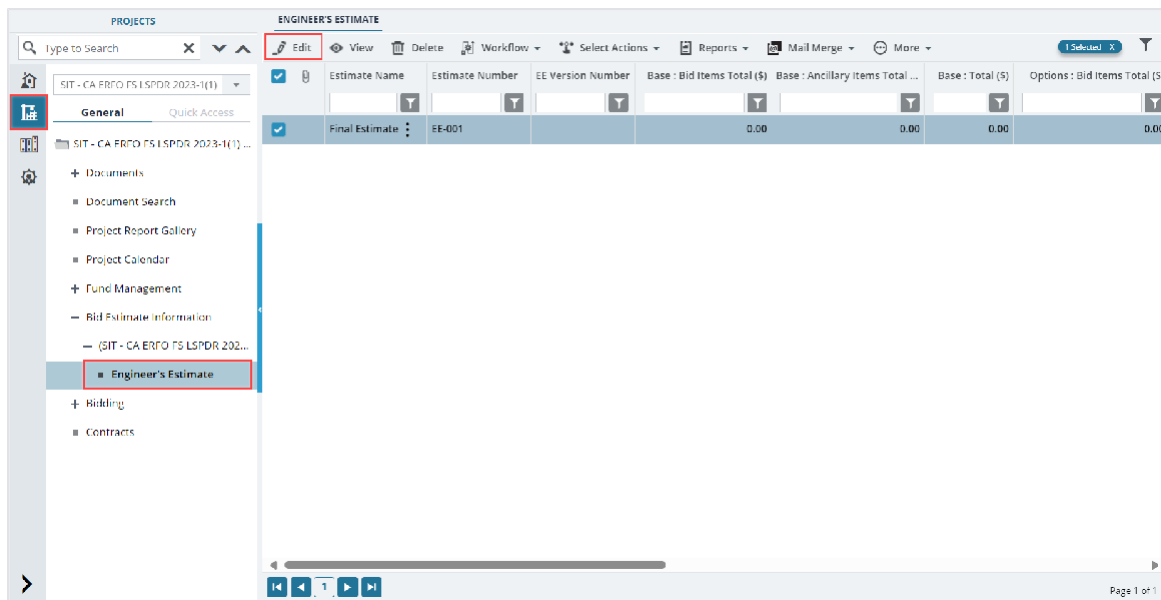 PROJECTS
Type to Search
SIT - CA ERFO FS LSPDR 2023-1(1)
General Quick Access
SIT - CA ERFO FS LSPDR 2023-1(1) ...
Documents
Document Search
Project Report Gallery
Project Calendar
Fund Management
Bid Estimate Information
(SIT - CA ERFO FS LSPDR 202...
Engineer's Estimate
Bidding
Contracts
ENGINEER'S ESTIMATE
Edit View Delete Workflow Select Actions Reports Mail Merge More 1 Selected X
Estimate Name Estimate Number EE Version Number Base : Bid Items Total ($) Base : Ancillary Items Total ... Base : Total ($) Options : Bid Items Total ($
Final Estimate EE-001 0.00 0.00 0.00 0.00
1
Page 1 of 1